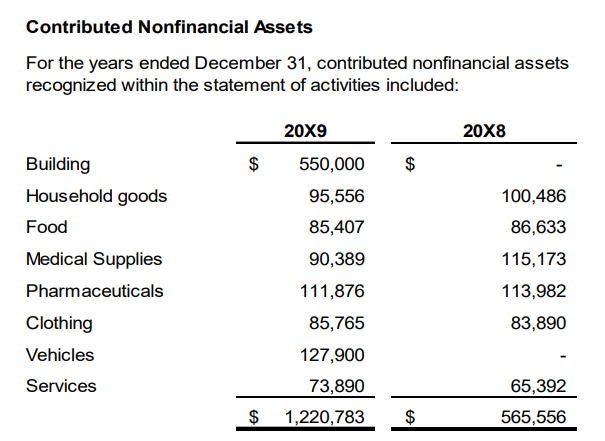 Contributed Nonfinancial Assets
For the years ended December 31, contributed nonfinancial assets
recognized within the statement of activities included:
20X9 20X8
Building $ 550,000 $ -
Household goods 95,556 100,486
Food 85,407 86,633
Medical Supplies 90,389 115,173
Pharmaceuticals 111,876 113,982
Clothing 85,765 83,890
Vehicles 127,900 -
Services 73,890 65,392
$ 1,220,783 $ 565,556